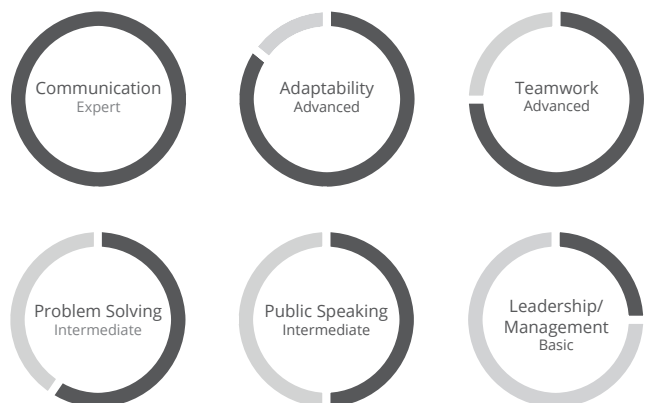 Communication
Expert
Adaptability
Advanced
Teamwork
Advanced
Problem Solving
Intermediate
Public Speaking
Intermediate
Leadership/
Management
Basic